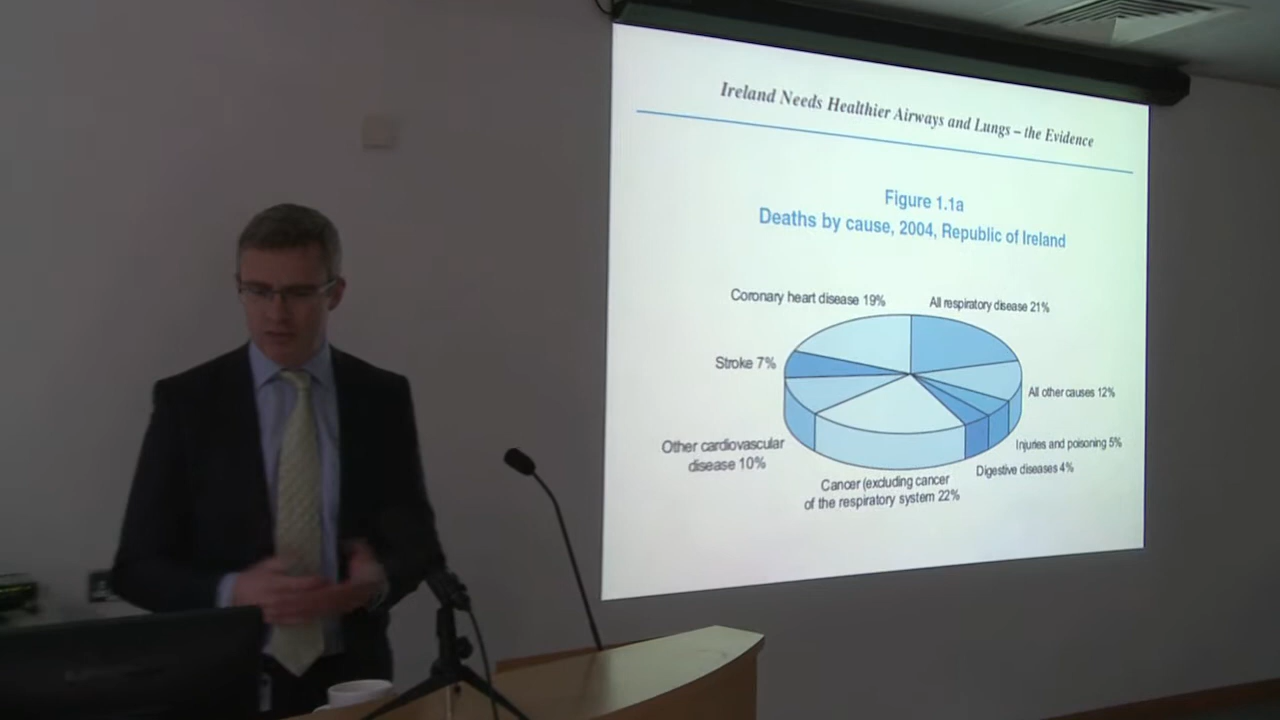 Ireland Needs Healthier Airways and Lungs – the Evidence
Figure 1.1a
Deaths by cause, 2004, Republic of Ireland
Coronary heart disease 19%
All respiratory disease 21%
Stroke 7%
All other causes 12%
Other cardiovascular
disease 10%
Injuries and poisoning 5%
Digestive diseases 4%
Cancer (excluding cancer
of the respiratory system 22%